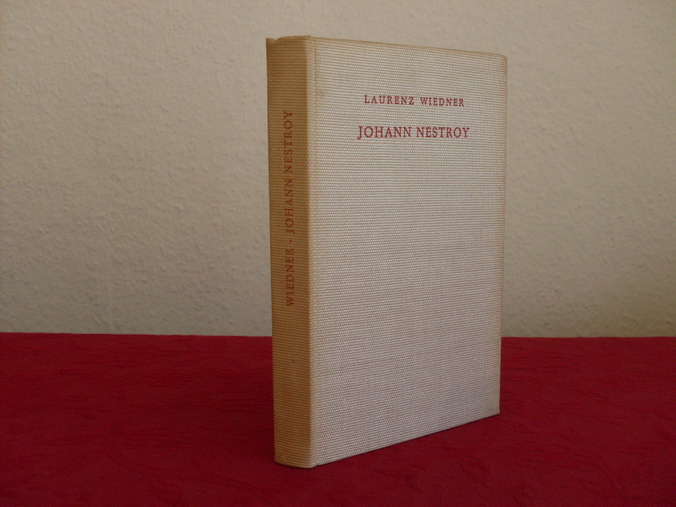 LAURENZ WIEDNER
JOHANN NESTROY
WIEDNER - JOHANN NESTROY